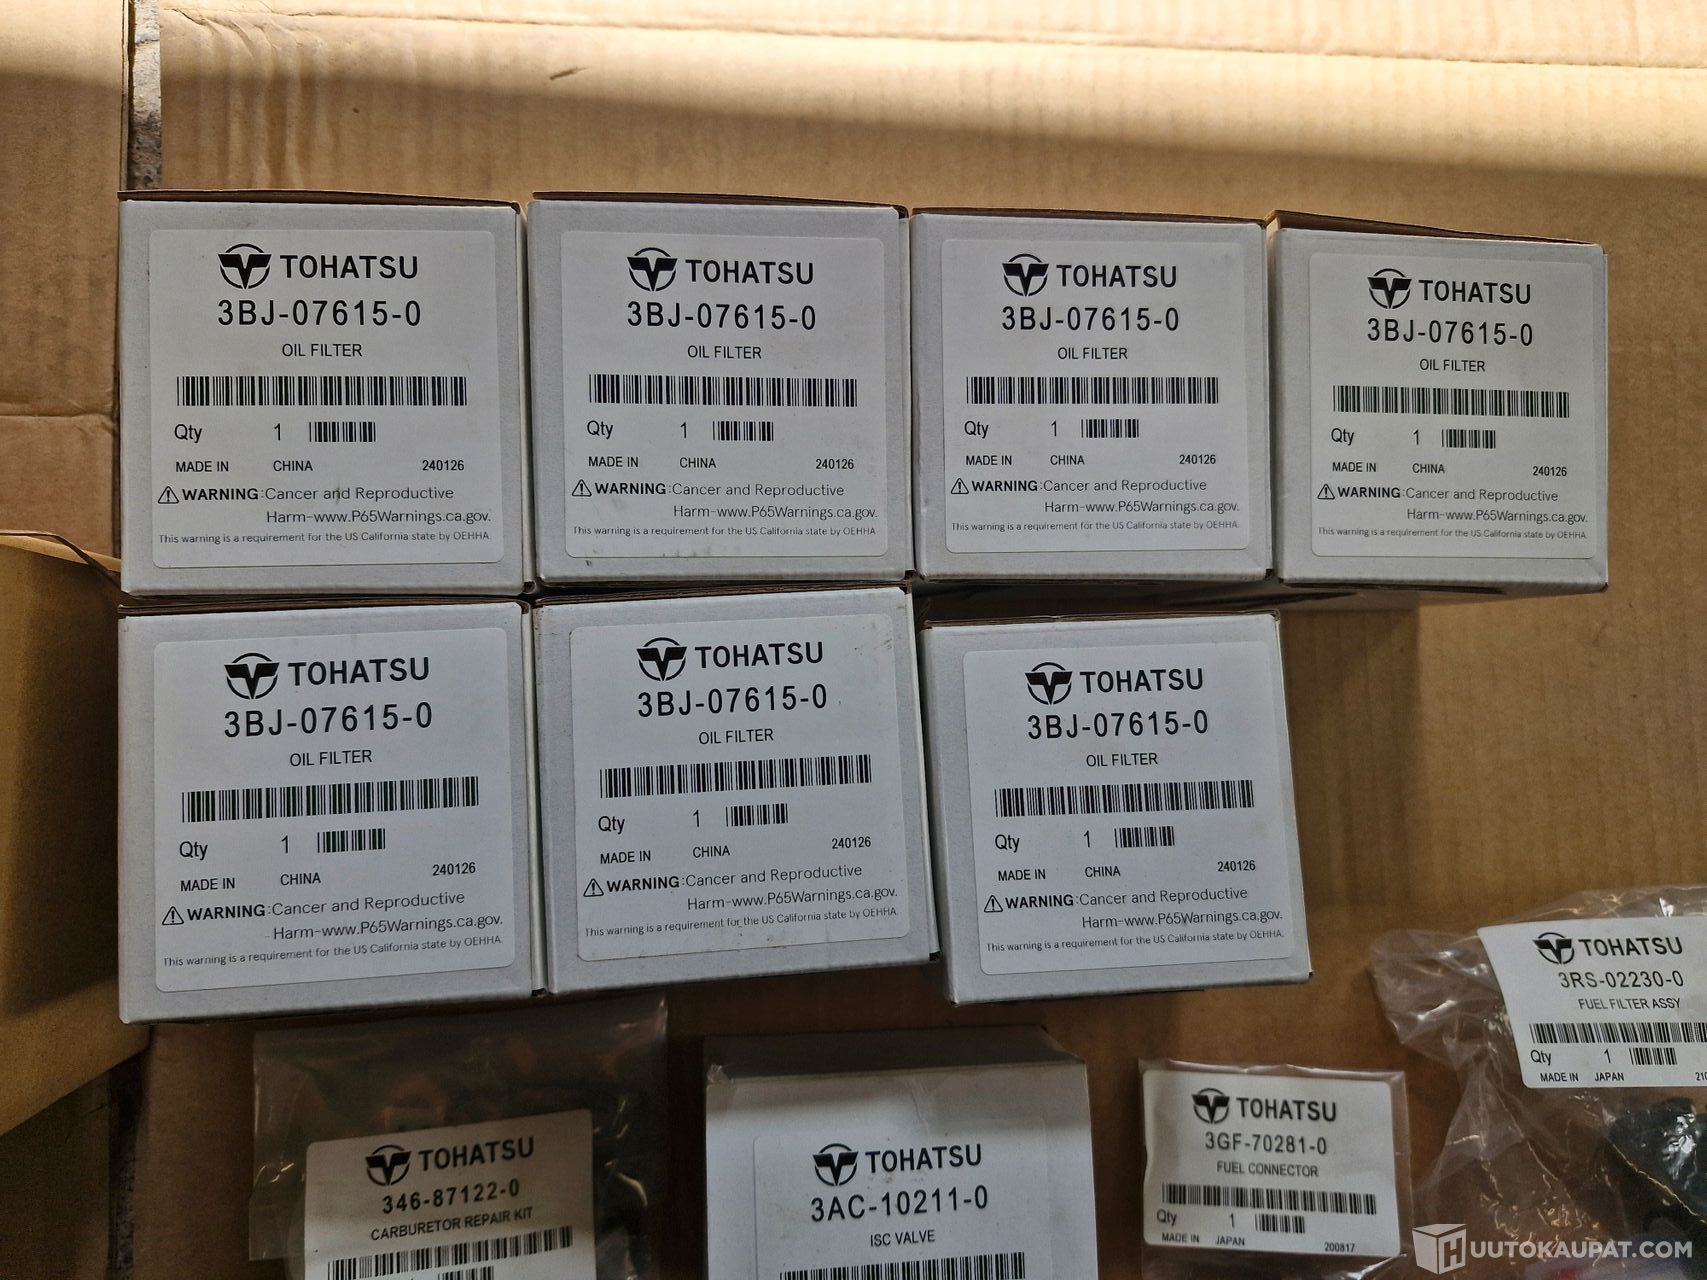 TOHATSU
3BJ-07615-0
OIL FILTER
Qty 1
MADE IN CHINA 240126
WARNING:Cancer and Reproductive
Harm-www.P65Warnings.ca.gov.
This warning is a requirement for the US California state by OEHHA.
TOHATSU
3BJ-07615-0
OIL FILTER
Qty 1
MADE IN CHINA 240126
WARNING:Cancer and Reproductive
Harm-www.P65Warnings.ca.gov.
This warning is a requirement for the US California state by OEHHA.
TOHATSU
3BJ-07615-0
OIL FILTER
Qty 1
MADE IN CHINA 240126
WARNING:Cancer and Reproductive
Harm-www.P65Warnings.ca.gov.
This warning is a requirement for the US California state by OEHHA.
TOHATSU
3BJ-07615-0
OIL FILTER
Qty 1
MADE IN CHINA 240126
WARNING:Cancer and Reproductive
Harm-www.P65Warnings.ca.gov.
This warning is a requirement for the US California state by OEHHA.
TOHATSU
3BJ-07615-0
OIL FILTER
Qty 1
MADE IN CHINA 240126
WARNING:Cancer and Reproductive
Harm-www.P65Warnings.ca.gov.
This warning is a requirement for the US California state by OEHHA.
TOHATSU
3BJ-07615-0
OIL FILTER
Qty 1
MADE IN CHINA 240126
WARNING:Cancer and Reproductive
Harm-www.P65Warnings.ca.gov.
This warning is a requirement for the US California state by OEHHA.
TOHATSU
3BJ-07615-0
OIL FILTER
Qty 1
MADE IN CHINA 240126
WARNING:Cancer and Reproductive
Harm-www.P65Warnings.ca.gov.
This warning is a requirement for the US California state by OEHHA.
TOHATSU
3RS-02230-0
FUEL FILTER ASSY
Qty 1
MADE IN JAPAN
TOHATSU
346-87122-0
CARBURETOR REPAIR KIT
TOHATSU
3AC-10211-0
ISC VALVE
TOHATSU
3GF-70281-0
FUEL CONNECTOR
Qty 1
MADE IN JAPAN 200817
HUUTOKAUPAT.COM